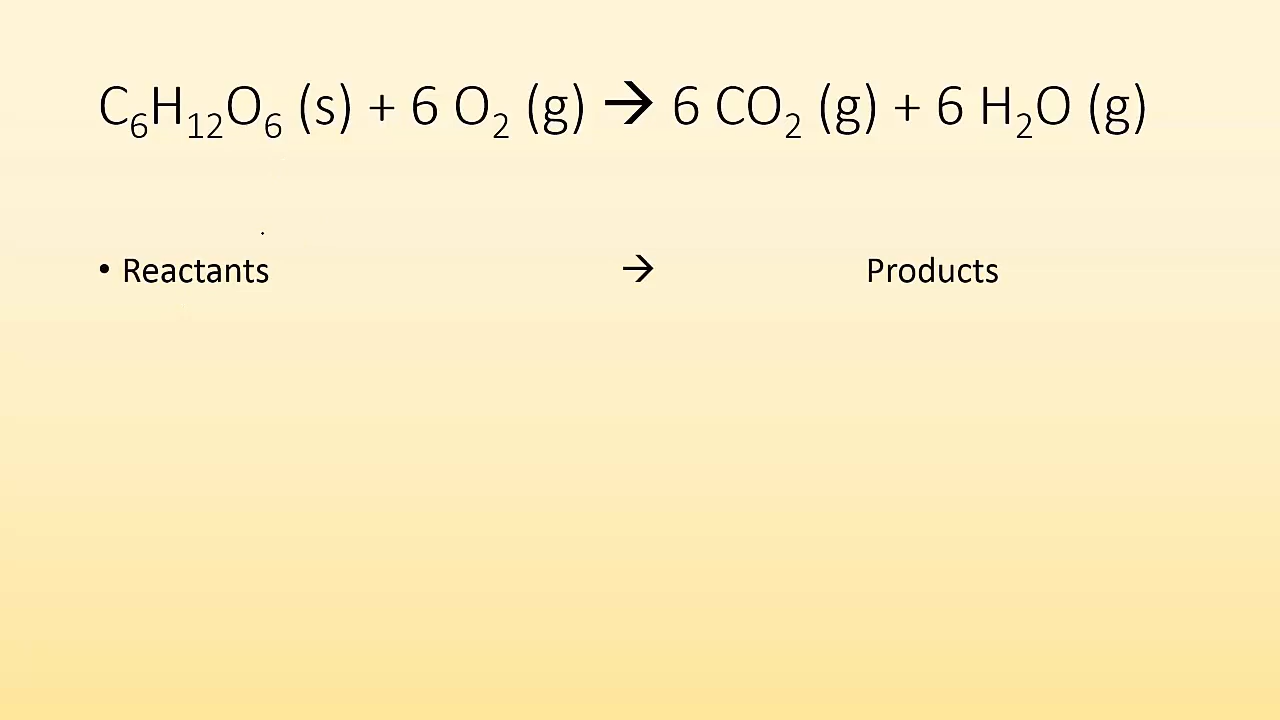 C₆H₁₂O₆ (s) + 6 O₂ (g) → 6 CO₂ (g) + 6 H₂O (g)
• Reactants → Products